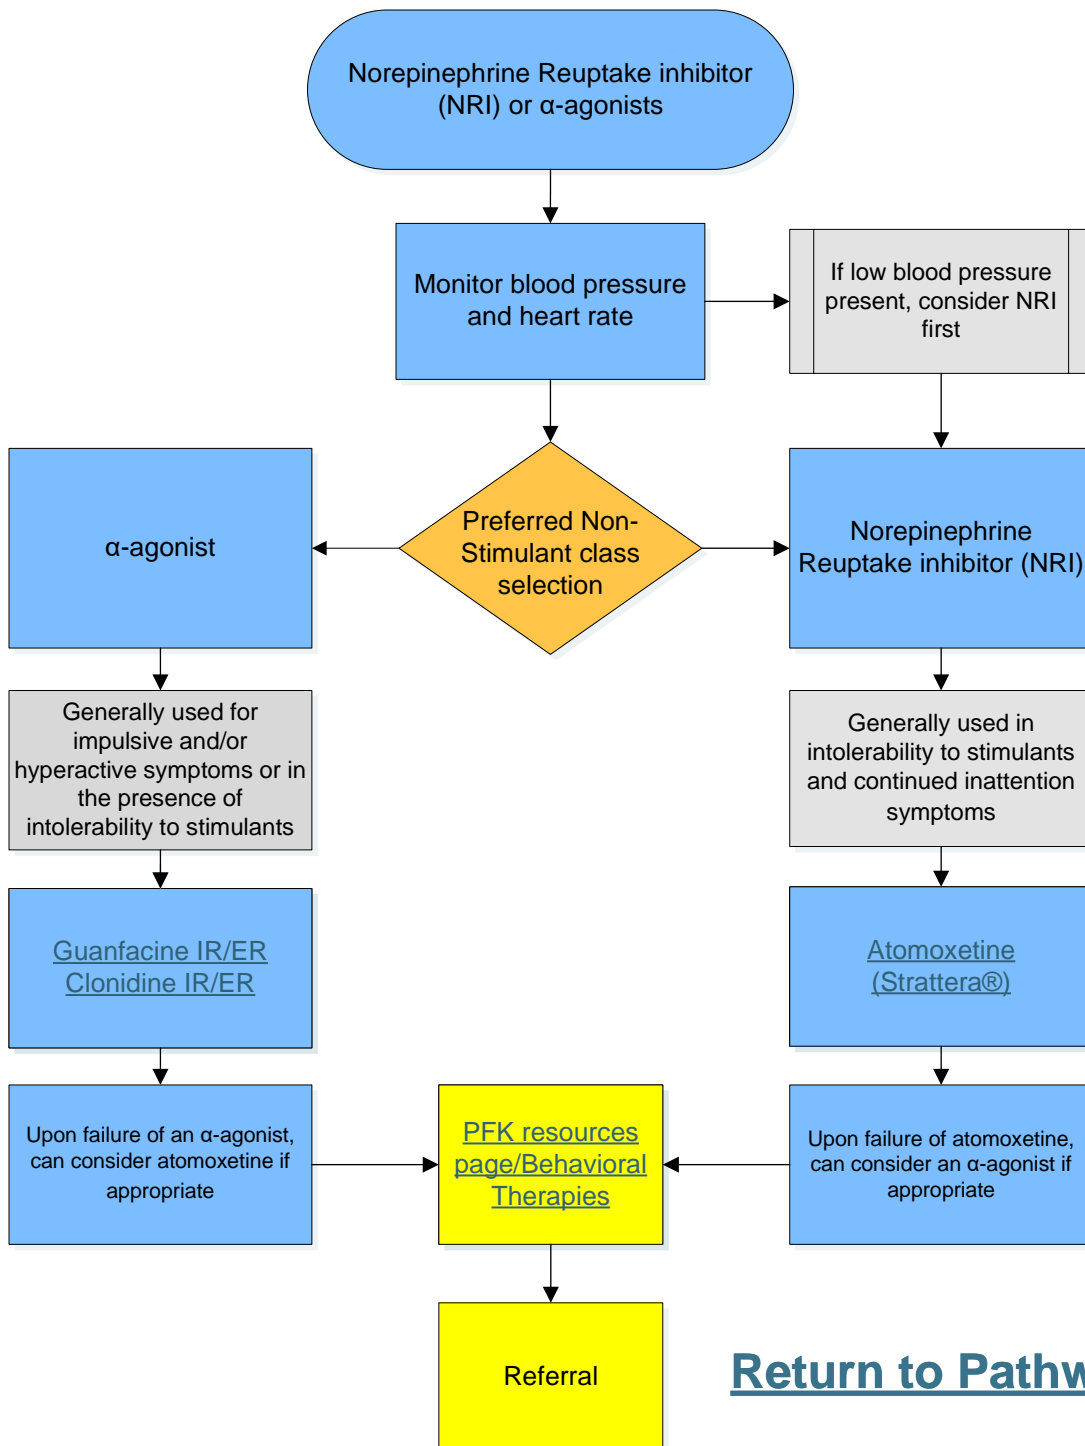 Norepinephrine Reuptake inhibitor
(NRI) or α-agonists
Monitor blood pressure
and heart rate
If low blood pressure
present, consider NRI
first
α-agonist
Preferred Non-
Stimulant class
selection
Norepinephrine
Reuptake inhibitor (NRI)
Generally used for
impulsive and/or
hyperactive symptoms or in
the presence of
intolerability to stimulants
Generally used in
intolerability to stimulants
and continued inattention
symptoms
Guanfacine IR/ER
Clonidine IR/ER
Atomoxetine
(Strattera®)
Upon failure of an α-agonist,
can consider atomoxetine if
appropriate
PFK resources
page/Behavioral
Therapies
Upon failure of atomoxetine,
can consider an α-agonist if
appropriate
Referral
Return to